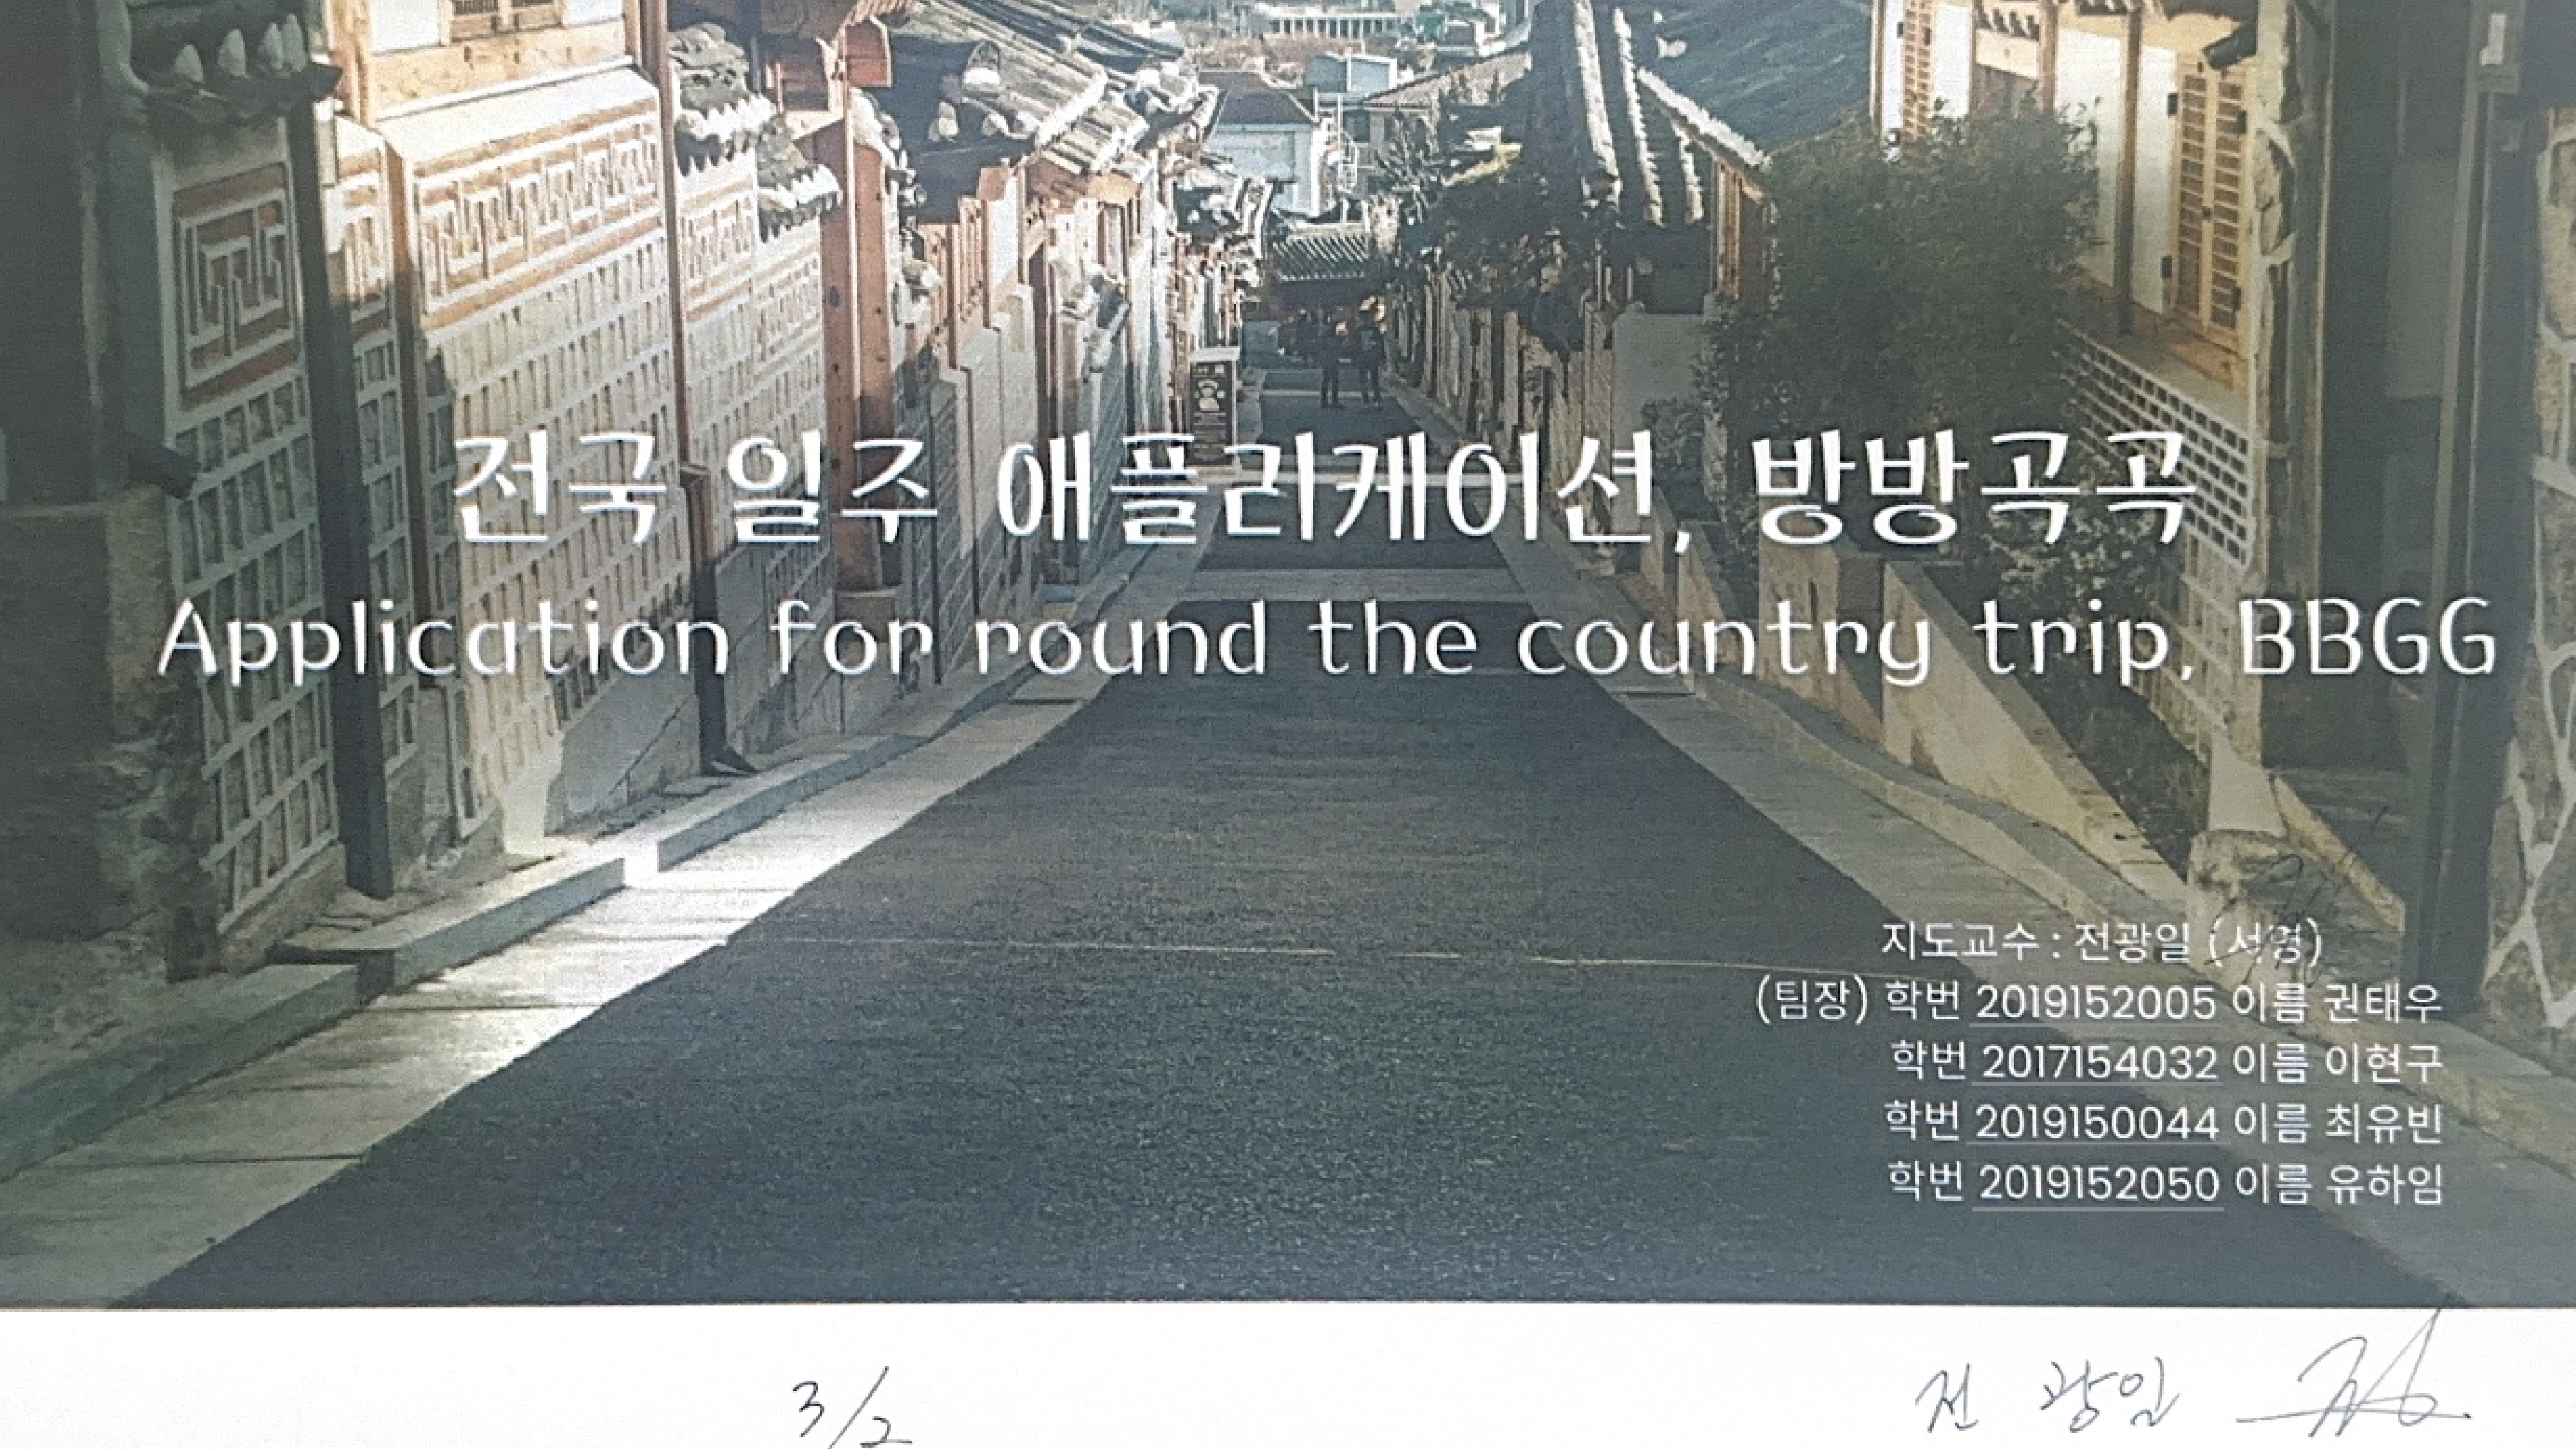 전국 일주 애플리케이션, 방방곡곡
Application for round the country trip, BBGG
지도교수 : 전광일 (서명)
(팀장) 학번 2019152005 이름 권태우
학번 2017154032 이름 이현구
학번 2019150044 이름 최유빈
학번 2019152050 이름 유하임
3/2 전 광일